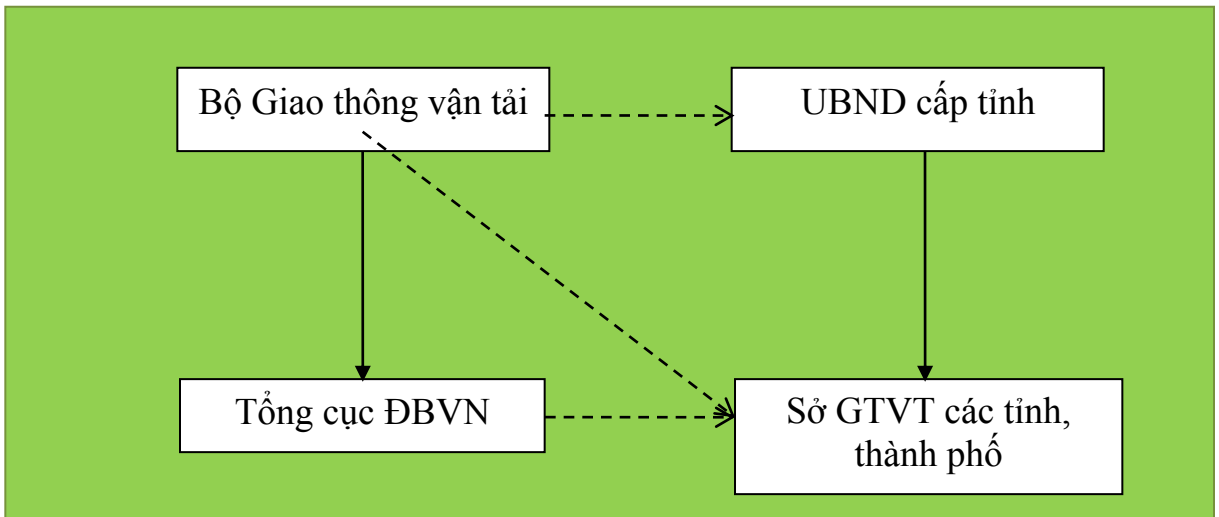 Bộ Giao thông vận tải
UBND cấp tỉnh
Tổng cục ĐBVN
Sở GTVT các tỉnh,
thành phố